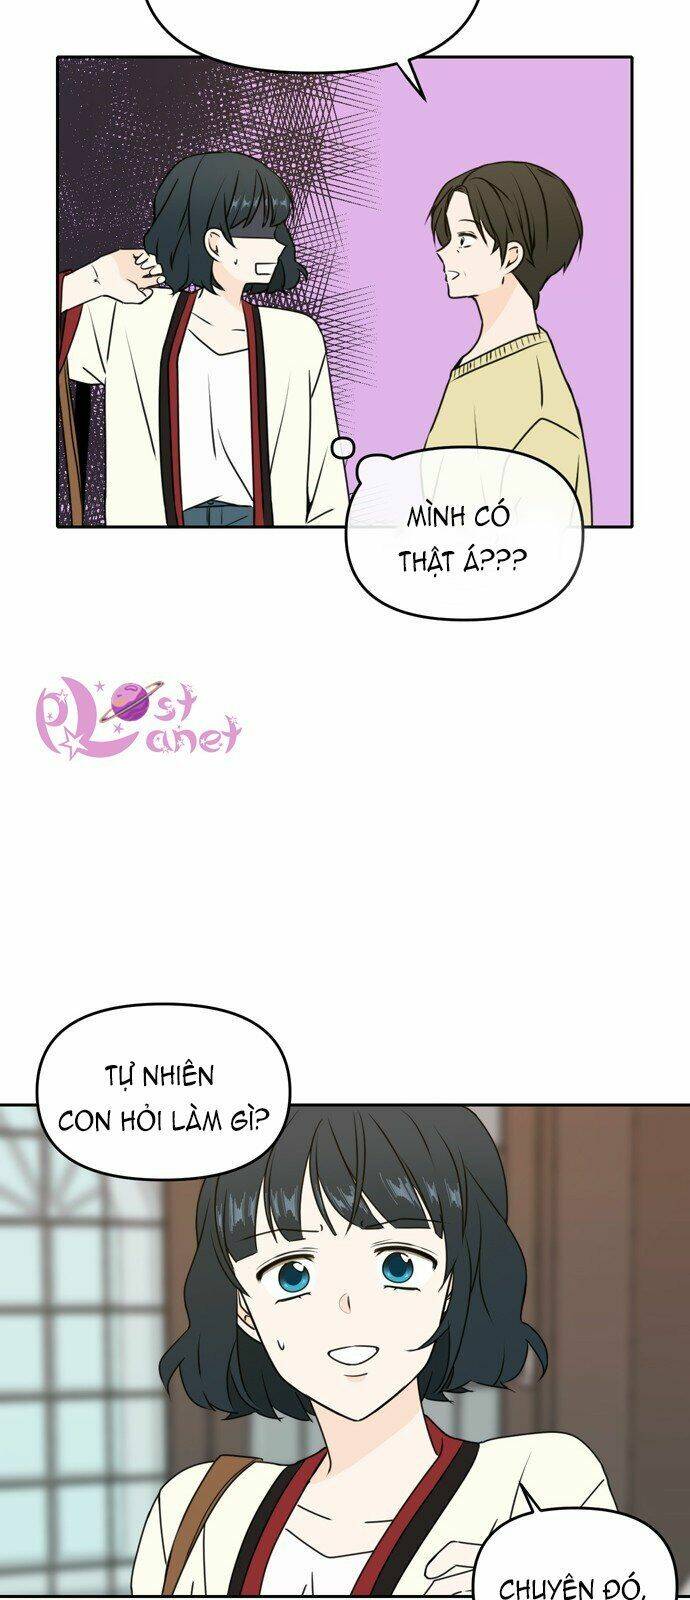 MÌNH CÓ
THẬT Á???
Lost
Planet
TỰ NHIÊN
CON HỎI LÀM GÌ?
CHUYỆN ĐÓ,